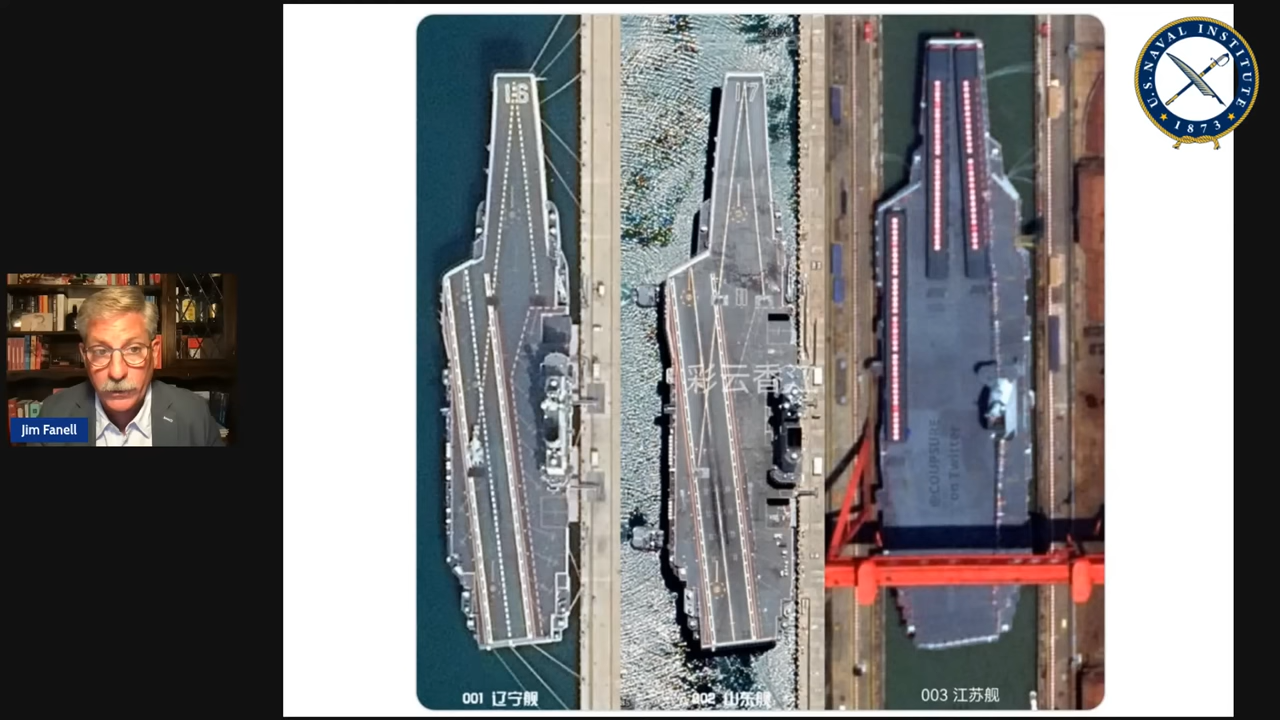 16
17
U.S. NAVAL INSTITUTE
1873
彩云香江
@COUPSURE
on Twitter
Jim Fanell
001 辽宁舰
002 山东舰
003 江苏舰